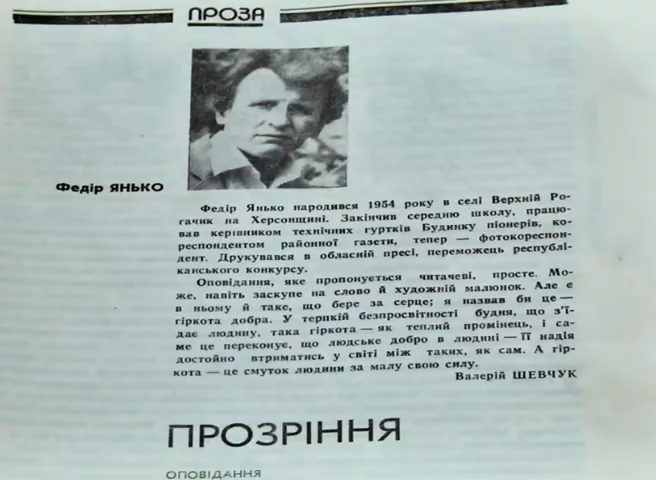 ПРОЗА
Федір ЯНЬКО
Федір Янько народився 1954 року в селі Верхній Ро-
гачик на Херсонщині. Закінчив середню школу, працю-
вав керівником технічних гуртків Будинку піонерів, ко-
респондентом районної газети, тепер — фотокореспон-
дент. Друкувався в обласній пресі, переможець республі-
канського конкурсу.
Оповідання, яке пропонується читачеві, просте. Мо-
же, навіть заскупе на слово й художній малюнок. Але є
в ньому й таке, що бере за серце; я назвав би це —
гіркота добра. У терпкій безпросвітності будня, що з'ї-
дає людину, така гіркота — як теплий промінець, і са-
ме це переконує, що людське добро в людині — її надія
достойно втриматись у світі між таких, як сам. А гір-
кота — це смуток людини за малу свою силу.
Валерій ШЕВЧУК
ПРОЗРІННЯ
ОПОВІДАННЯ